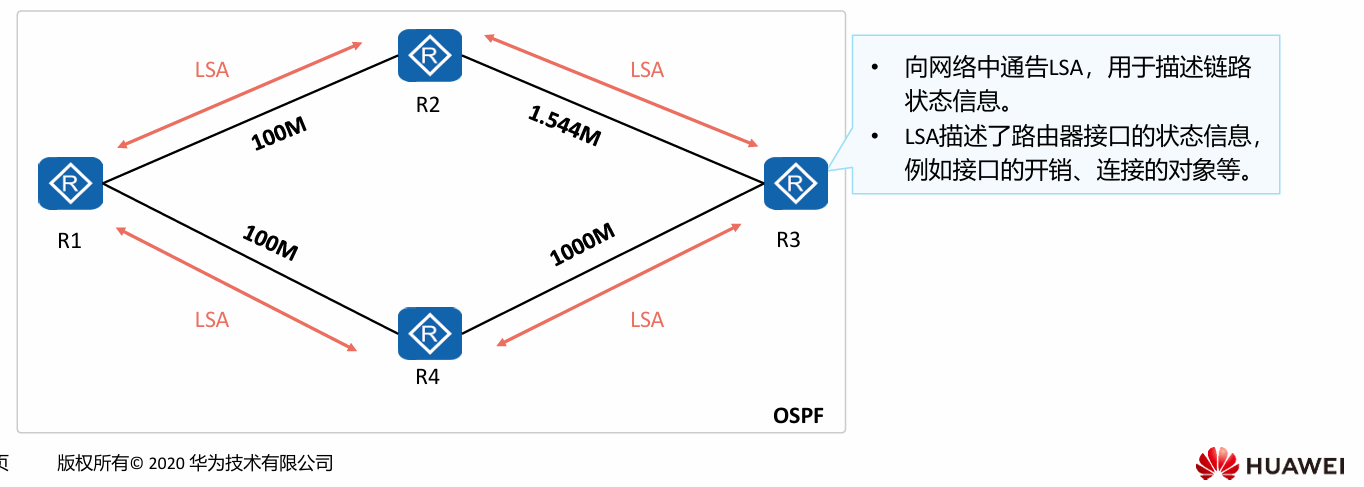 LSA
LSA
R
R2
100M
1.544M
R
R1
R
R3
100M
1000M
LSA
LSA
R
R4
OSPF
• 向网络中通告LSA，用于描述链路
状态信息。
• LSA描述了路由器接口的状态信息，
例如接口的开销、连接的对象等。
页 版权所有© 2020 华为技术有限公司
HUAWEI